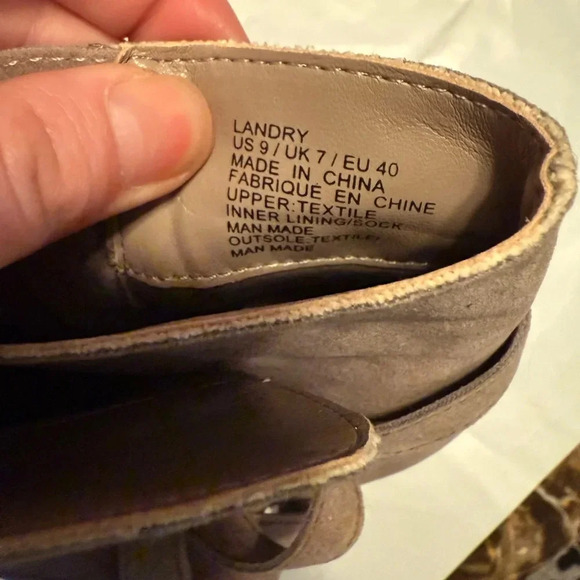 LANDRY
US 9 / UK 7 / EU 40
MADE IN CHINA
FABRIQUÉ EN CHINE
UPPER: TEXTILE
INNER LINING/SOCK
MAN MADE
OUTSOLE: TEXTILE/
MAN MADE